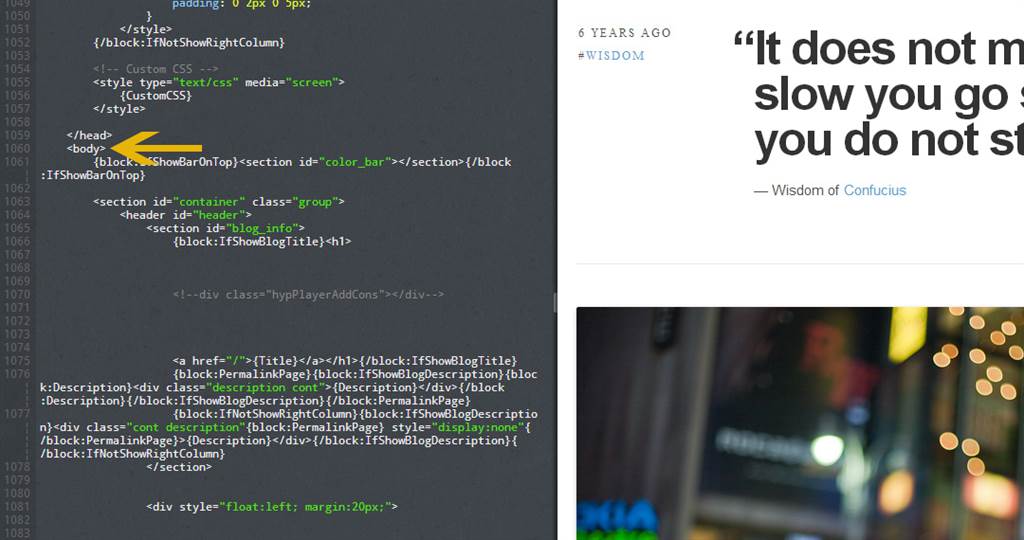 1049 padding: 0 2px 0 5px;
1050 }
1051 </style>
1052 {/block:IfNotShowRightColumn}
1053
1054 <!-- Custom CSS -->
1055 <style type="text/css" media="screen">
1056 {CustomCSS}
1057 </style>
1058
1059 </head>
1060 <body>
1061 {block:IfShowBarOnTop}<section id="color_bar"></section>{/block
:IfShowBarOnTop}
1062
1063 <section id="container" class="group">
1064 <header id="header">
1065 <section id="blog_info">
1066 {block:IfShowBlogTitle}<h1>
1067
1068
1069
1070 <!--div class="hypPlayerAddCons"></div-->
1071
1072
1073
1074
1075 <a href="/">{Title}</a></h1>{/block:IfShowBlogTitle}
1076 {block:PermalinkPage}{block:IfShowBlogDescription}{bloc
k:Description}<div class="description cont">{Description}</div>{/block
:Description}{/block:IfShowBlogDescription}{/block:PermalinkPage}
1077 {block:IfNotShowRightColumn}{block:IfShowBlogDescriptio
n}<div class="cont description"{block:PermalinkPage} style="display:none"{
/block:PermalinkPage}>{Description}</div>{/block:IfShowBlogDescription}{
/block:IfNotShowRightColumn}
1078 </section>
1079
1080
1081 <div style="float:left; margin:20px;">
1082
1083
6 YEARS AGO
#WISDOM
“It does not m
slow you go s
you do not st
— Wisdom of Confucius